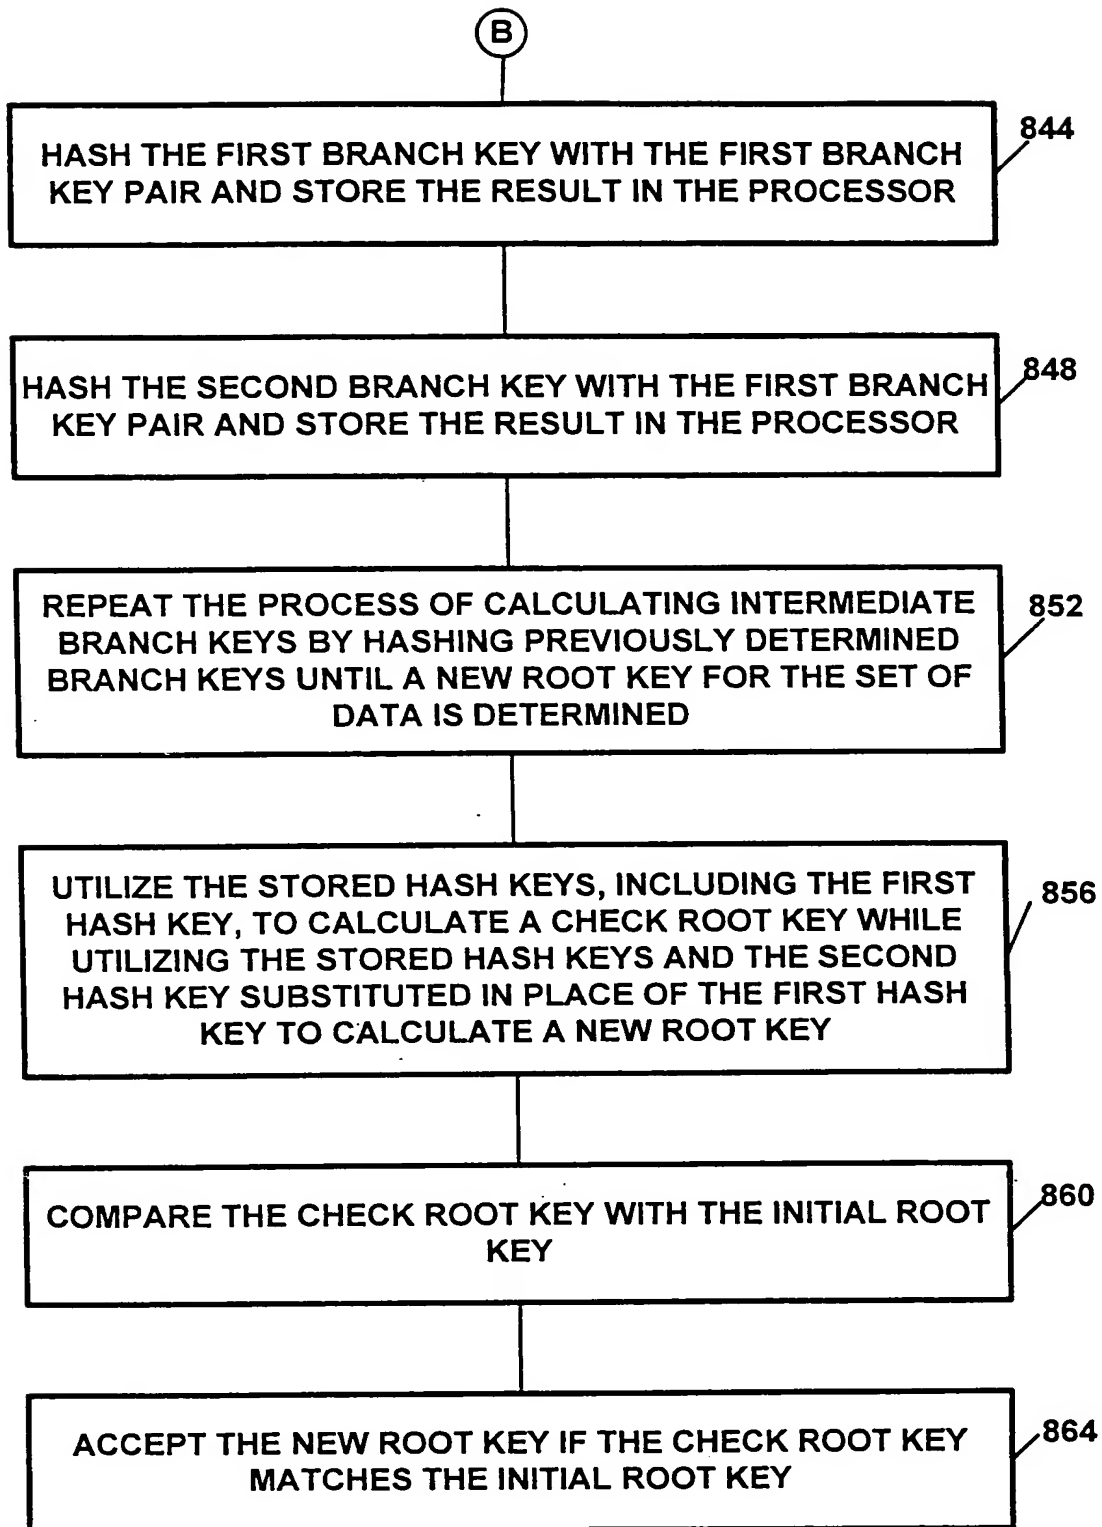 B
HASH THE FIRST BRANCH KEY WITH THE FIRST BRANCH
KEY PAIR AND STORE THE RESULT IN THE PROCESSOR
844
HASH THE SECOND BRANCH KEY WITH THE FIRST BRANCH
KEY PAIR AND STORE THE RESULT IN THE PROCESSOR
848
REPEAT THE PROCESS OF CALCULATING INTERMEDIATE
BRANCH KEYS BY HASHING PREVIOUSLY DETERMINED
BRANCH KEYS UNTIL A NEW ROOT KEY FOR THE SET OF
DATA IS DETERMINED
852
UTILIZE THE STORED HASH KEYS, INCLUDING THE FIRST
HASH KEY, TO CALCULATE A CHECK ROOT KEY WHILE
UTILIZING THE STORED HASH KEYS AND THE SECOND
HASH KEY SUBSTITUTED IN PLACE OF THE FIRST HASH
KEY TO CALCULATE A NEW ROOT KEY
856
COMPARE THE CHECK ROOT KEY WITH THE INITIAL ROOT
KEY
860
ACCEPT THE NEW ROOT KEY IF THE CHECK ROOT KEY
MATCHES THE INITIAL ROOT KEY
864